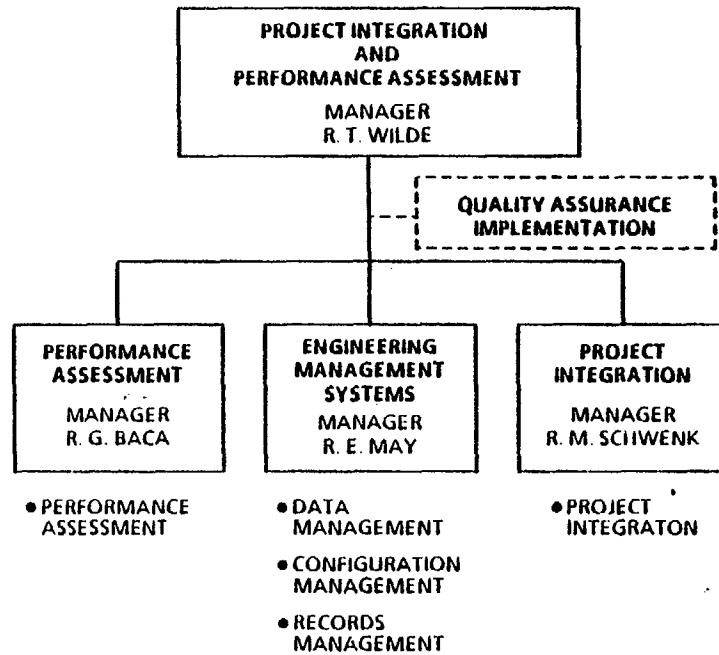 PROJECT INTEGRATION
AND
PERFORMANCE ASSESSMENT
MANAGER
R. T. WILDE
QUALITY ASSURANCE
IMPLEMENTATION
PERFORMANCE
ASSESSMENT
MANAGER
R. G. BACA
ENGINEERING
MANAGEMENT
SYSTEMS
MANAGER
R. E. MAY
PROJECT
INTEGRATION
MANAGER
R. M. SCHWENK
● PERFORMANCE
ASSESSMENT
● DATA
MANAGEMENT
● CONFIGURATION
MANAGEMENT
● RECORDS
MANAGEMENT
● PROJECT
INTEGRATON